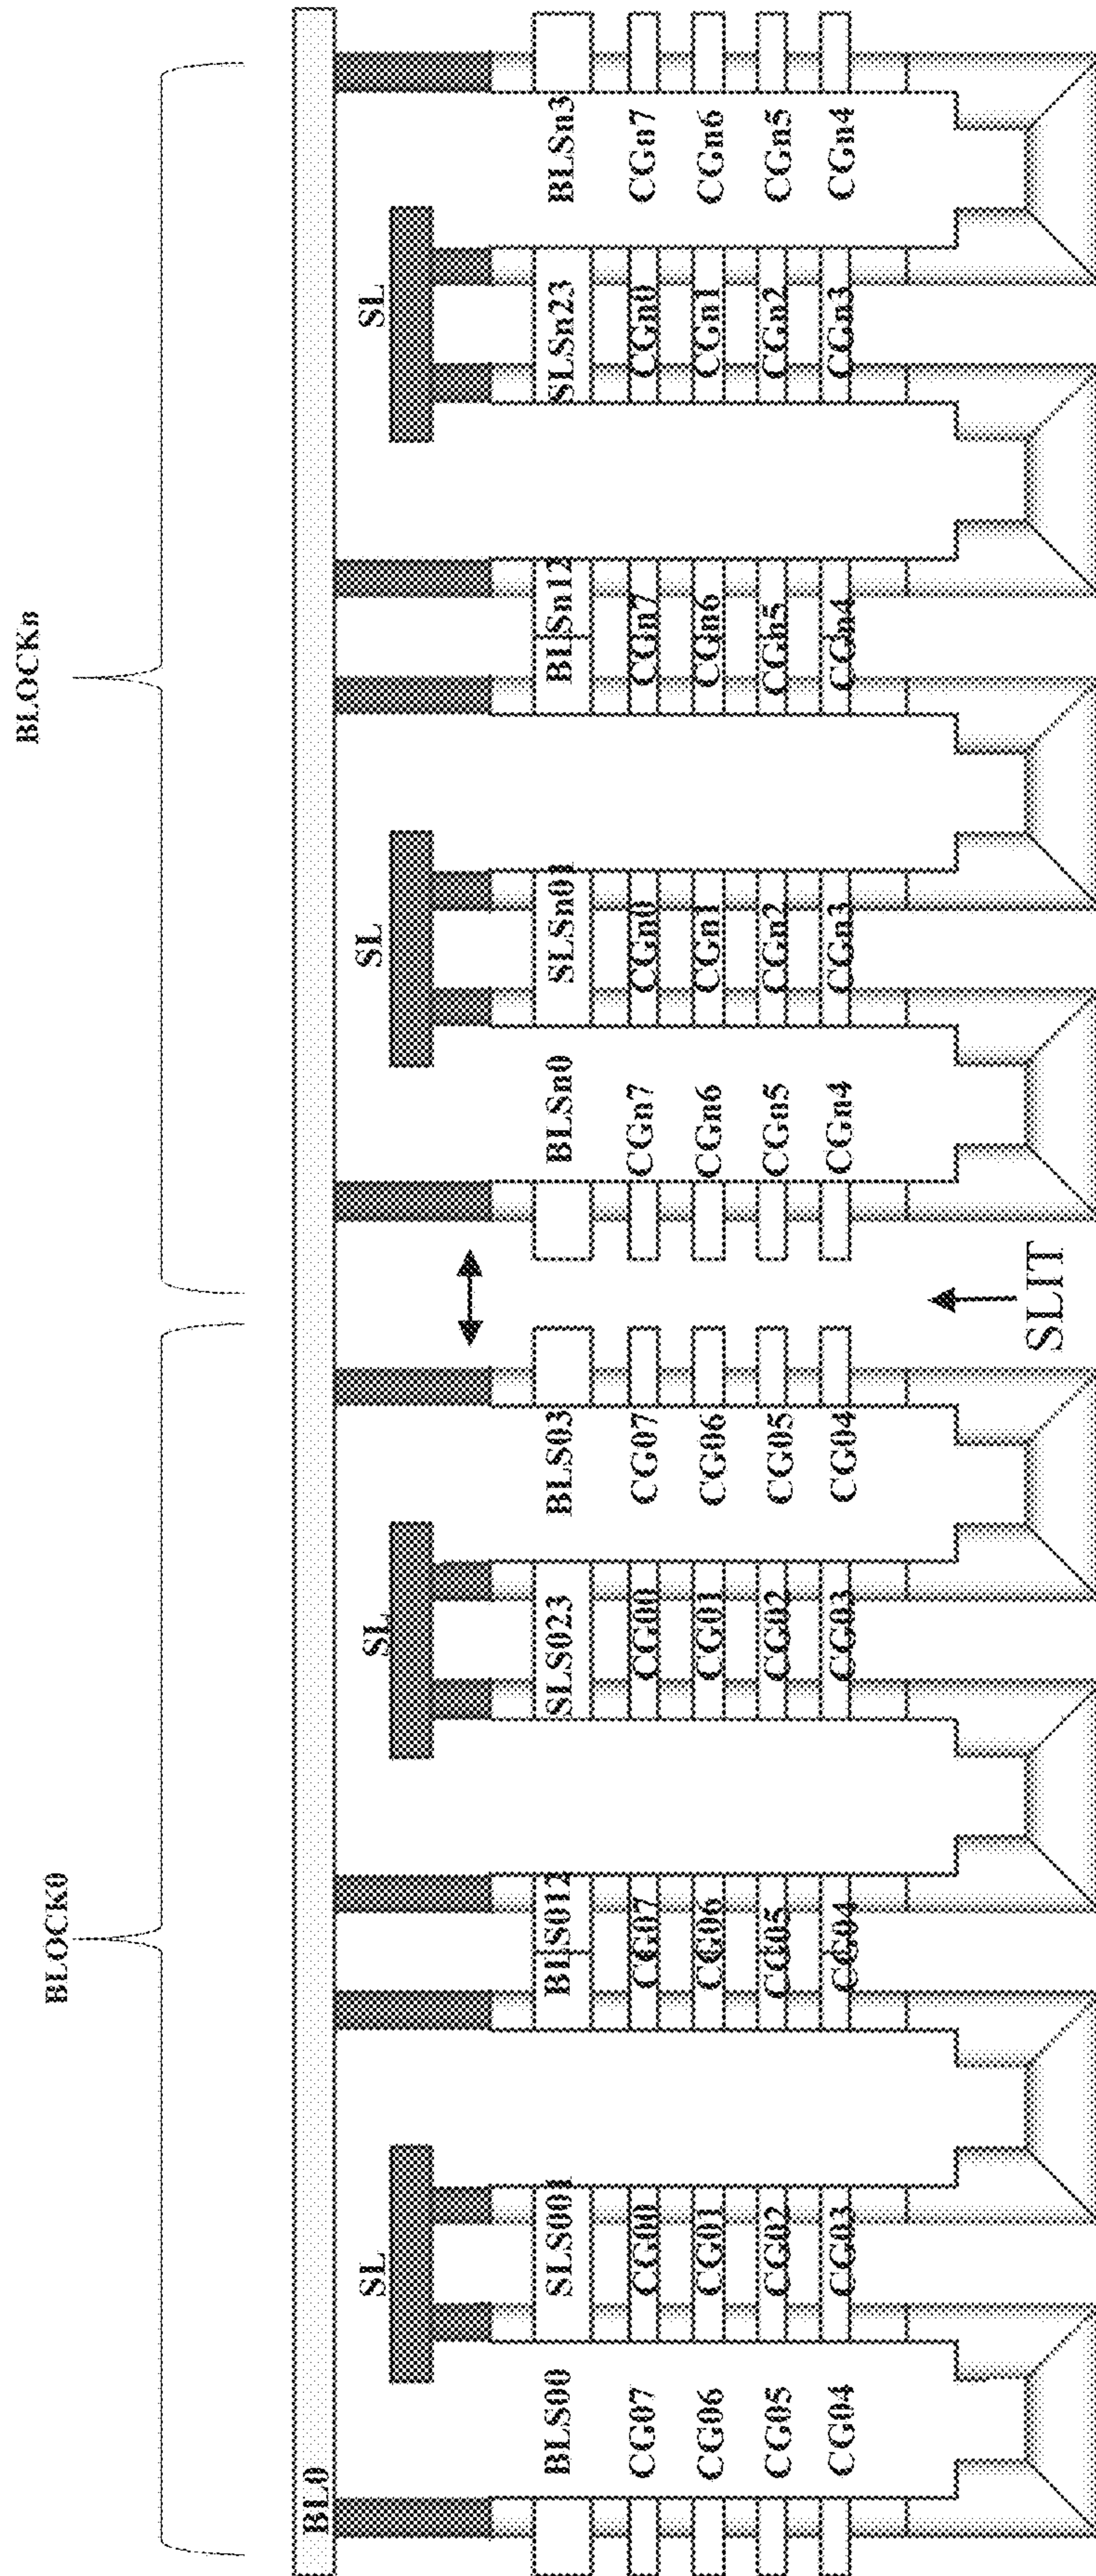 BLOCK0
BLOCKn
BL0
SL
SL
SL
SL
BLS00
SLS001
BLS012
SLS023
BLS03
BLSn0
SLSn01
BLSn12
SLSn23
BLSn3
CG07
CG00
CG07
CG00
CG07
CGn7
CGn0
CGn7
CGn0
CGn7
CG06
CG01
CG06
CG01
CG06
CGn6
CGn1
CGn6
CGn1
CGn6
CG05
CG02
CG05
CG02
CG05
CGn5
CGn2
CGn5
CGn2
CGn5
CG04
CG03
CG04
CG03
CG04
CGn4
CGn3
CGn4
CGn3
CGn4
SLIT